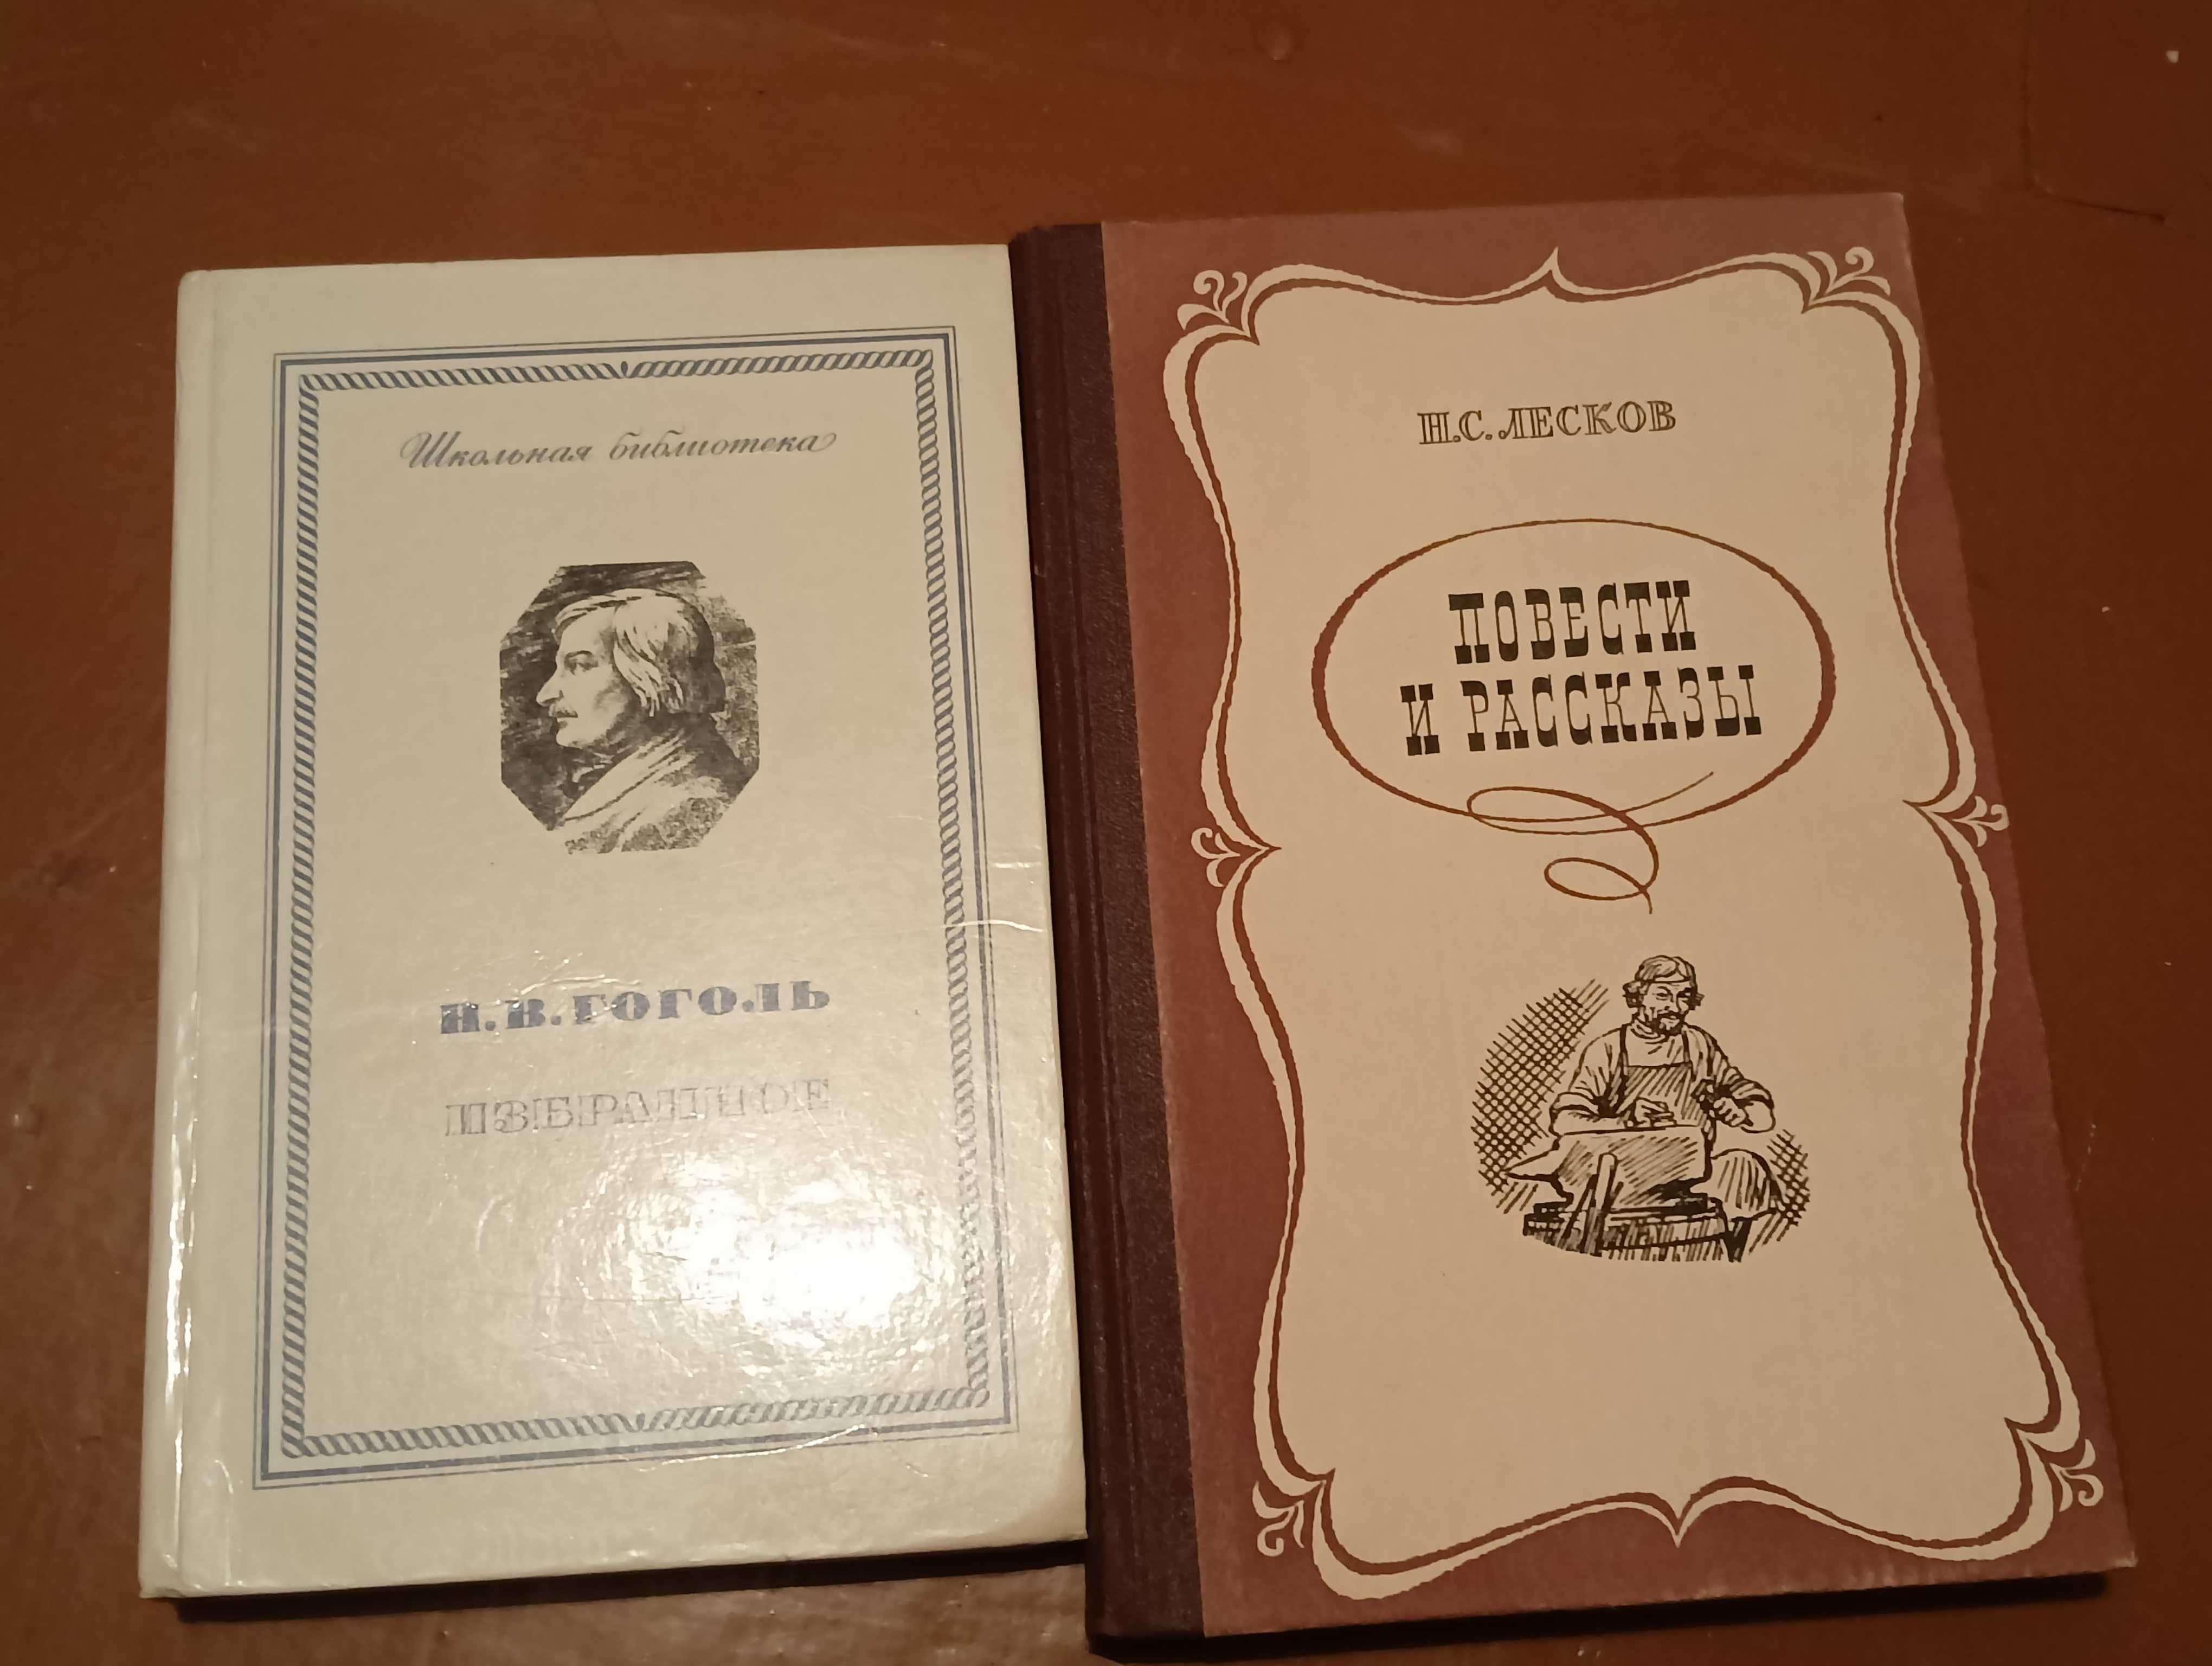 Школьная библиотека
Н. В. ГОГОЛЬ
ИЗБРАННОЕ
Н.С. ЛЕСКОВ
ПОВЕСТИ
И РАССКАЗЫ